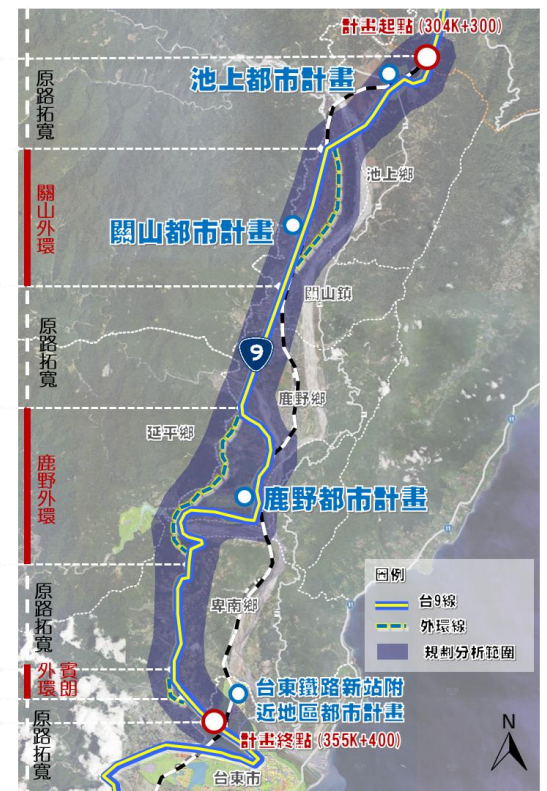 計畫起點 (304K+300)
池上都市計畫
原路拓寬
池上鄉
關山外環
關山都市計畫
關山鎮
原路拓寬
9
鹿野鄉
延平鄉
鹿野外環
鹿野都市計畫
圖例
台9線
外環線
規劃分析範圍
原路拓寬
卑南鄉
賓朗
外環
台東鐵路新站附
近地區都市計畫
原路拓寬
計畫終點 (355K+400)
台東市
N